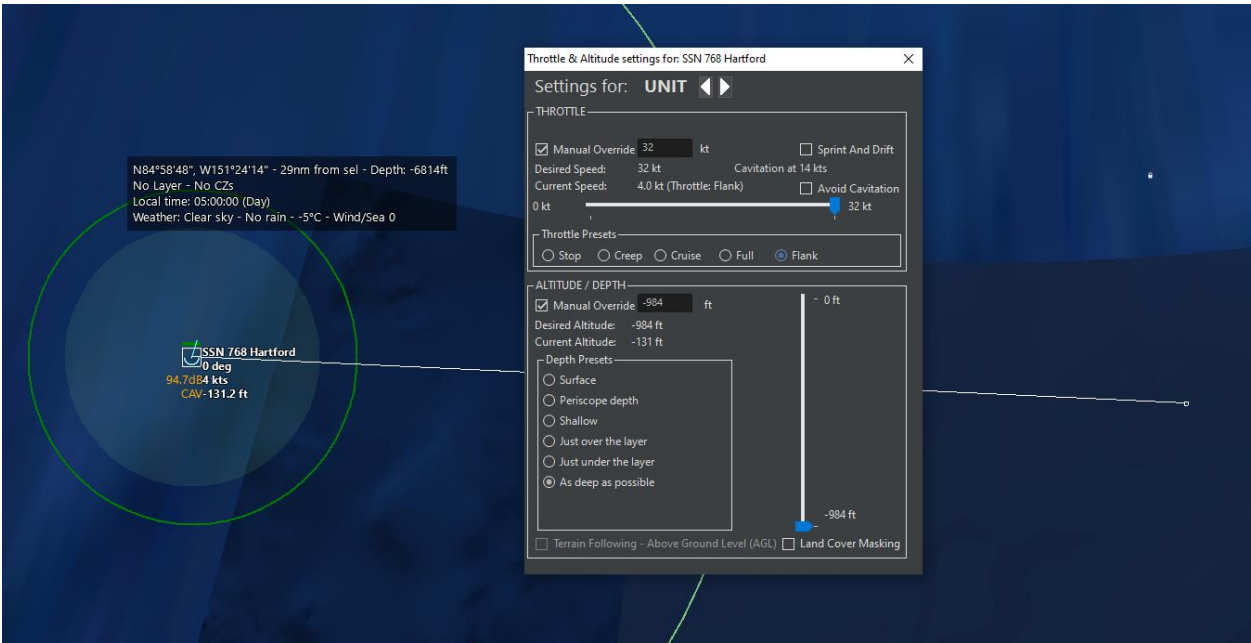 Throttle & Altitude settings for: SSN 768 Hartford
Settings for: UNIT
THROTTLE
Manual Override 32 kt Sprint And Drift
Desired Speed: 32 kt Cavitation at 14 kts
Current Speed: 4.0 kt (Throttle: Flank) Avoid Cavitation
0 kt 32 kt
Throttle Presets
Stop Creep Cruise Full Flank
ALTITUDE / DEPTH
Manual Override -984 ft - 0 ft
Desired Altitude: -984 ft
Current Altitude: -131 ft
Depth Presets
Surface
Periscope depth
Shallow
Just over the layer
Just under the layer
As deep as possible
-984 ft
Terrain Following - Above Ground Level (AGL) Land Cover Masking
N84°58'48", W151°24'14" - 29nm from sel - Depth: -6814ft
No Layer - No CZs
Local time: 05:00:00 (Day)
Weather: Clear sky - No rain - -5°C - Wind/Sea 0
SSN 768 Hartford
0 deg
94.7dB 4 kts
CAV -131.2 ft